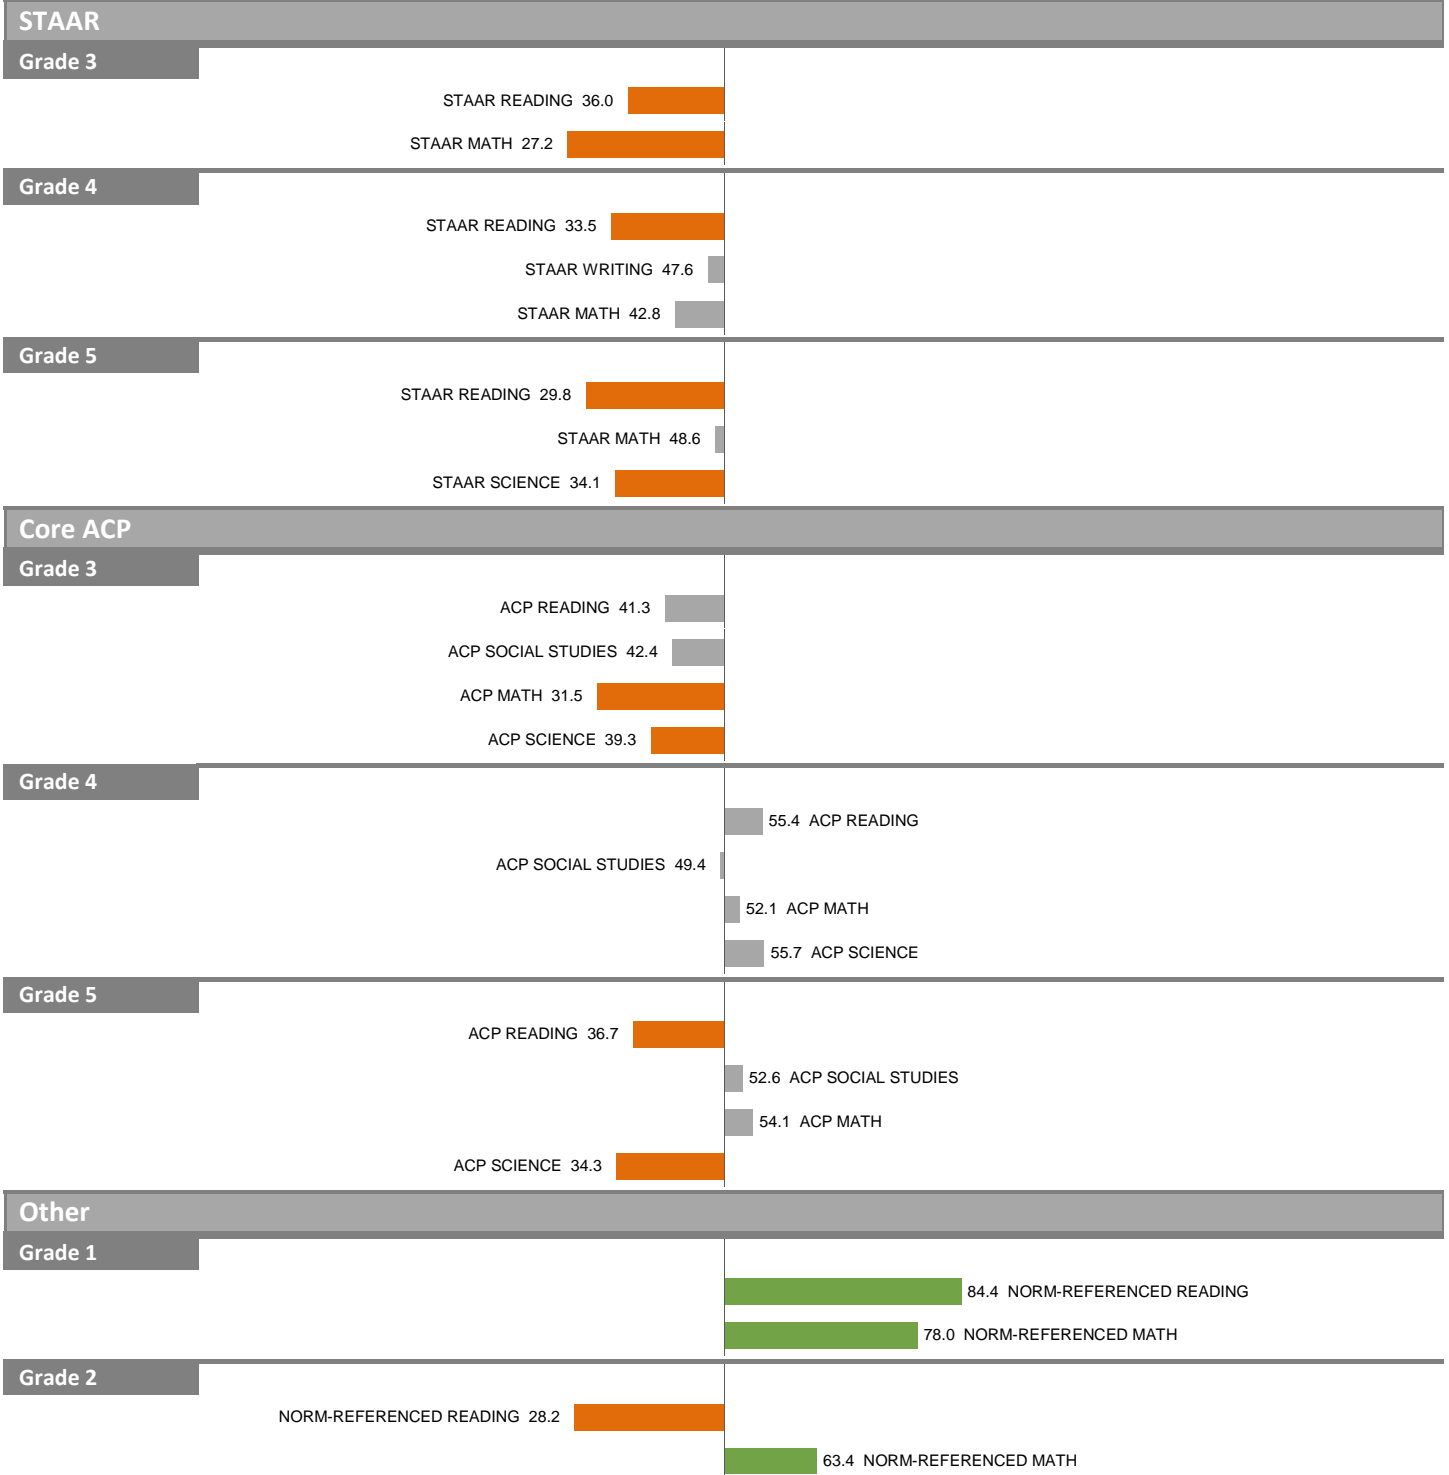 STAAR
Grade 3
STAAR READING 36.0
STAAR MATH 27.2
Grade 4
STAAR READING 33.5
STAAR WRITING 47.6
STAAR MATH 42.8
Grade 5
STAAR READING 29.8
STAAR MATH 48.6
STAAR SCIENCE 34.1
Core ACP
Grade 3
ACP READING 41.3
ACP SOCIAL STUDIES 42.4
ACP MATH 31.5
ACP SCIENCE 39.3
Grade 4
55.4 ACP READING
ACP SOCIAL STUDIES 49.4
52.1 ACP MATH
55.7 ACP SCIENCE
Grade 5
ACP READING 36.7
52.6 ACP SOCIAL STUDIES
54.1 ACP MATH
ACP SCIENCE 34.3
Other
Grade 1
84.4 NORM-REFERENCED READING
78.0 NORM-REFERENCED MATH
Grade 2
NORM-REFERENCED READING 28.2
63.4 NORM-REFERENCED MATH